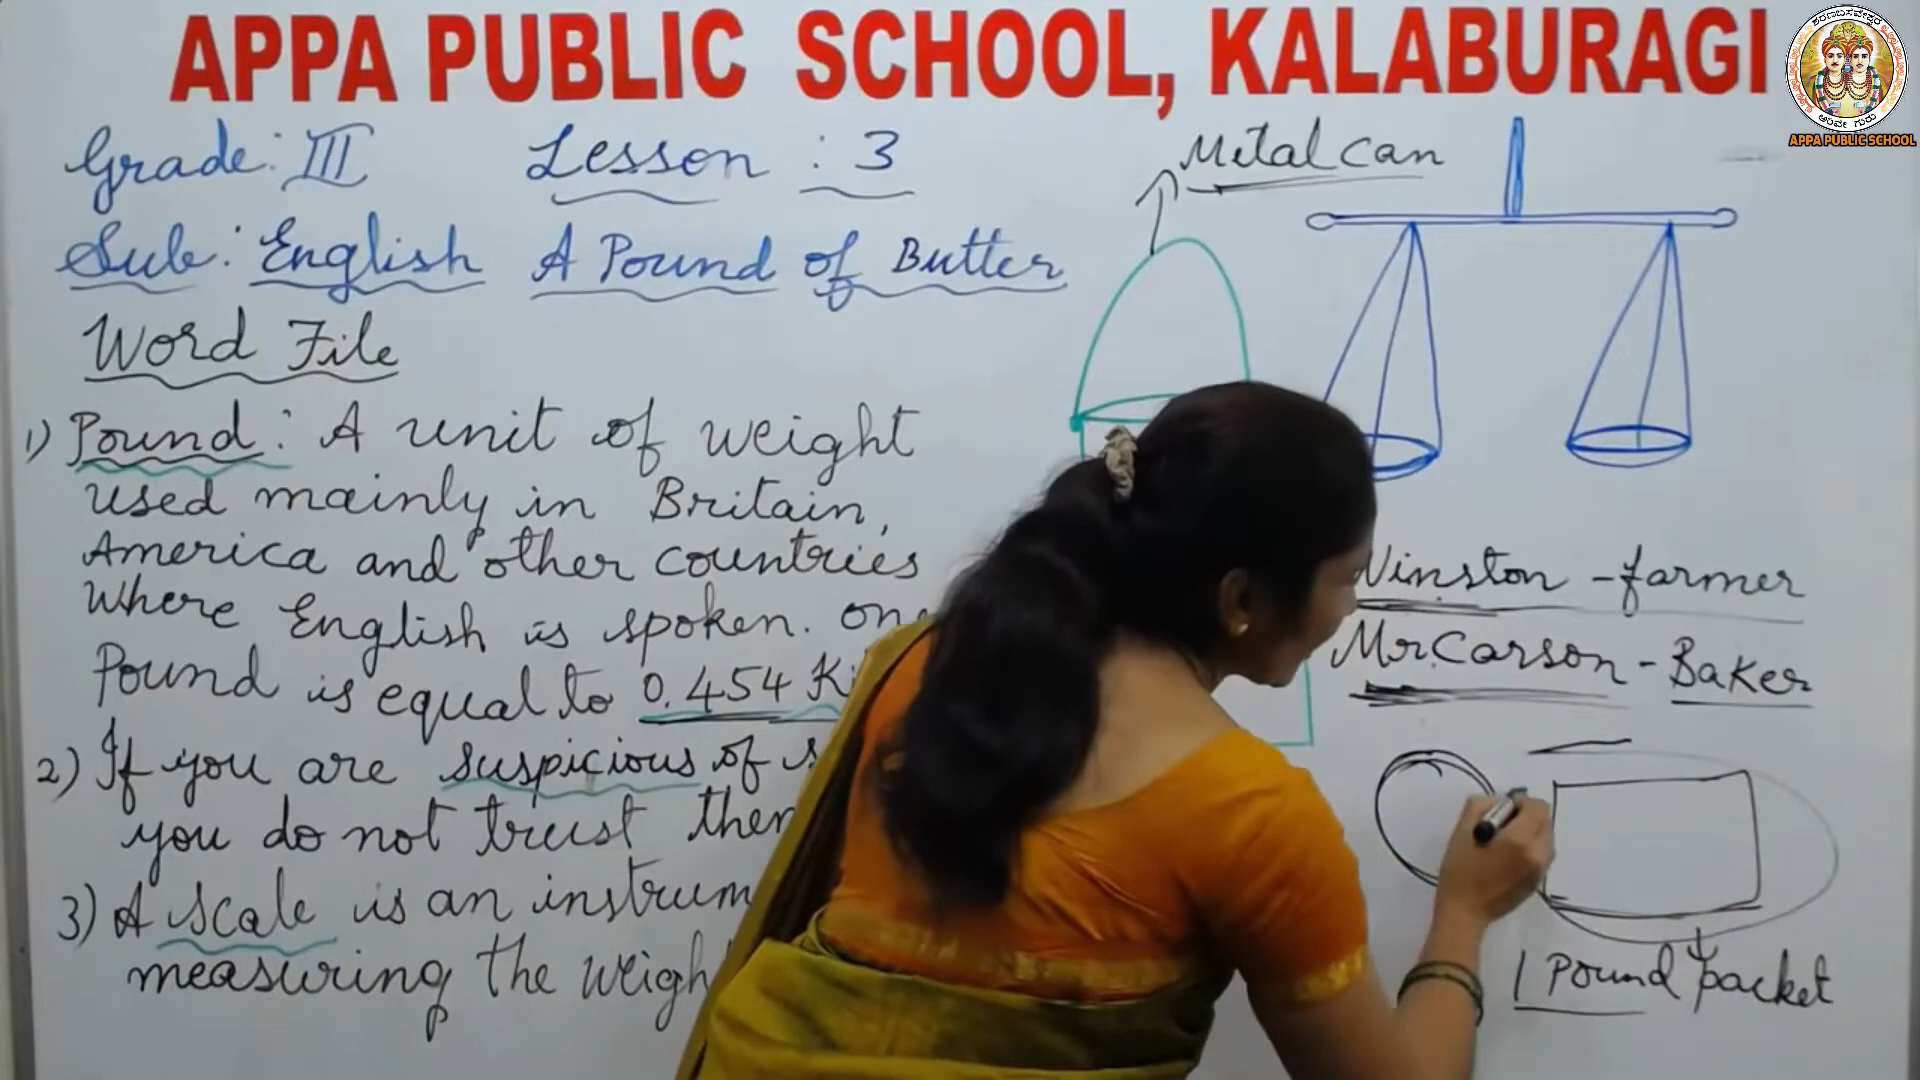 APPA PUBLIC SCHOOL, KALABURAGI
APPA PUBLIC SCHOOL
Grade: III Lesson : 3
Sub: English A Pound of Butter
Word File
1) Pound: A unit of weight
used mainly in Britain,
America and other countries
Where English is spoken. one
Pound is equal to 0.454 Ki
2) If you are suspicious of s
you do not trust them
3) A scale is an instrum
measuring the weigh
Metal can
Winston - farmer
Mr. Carson - Baker
1 Pound packet